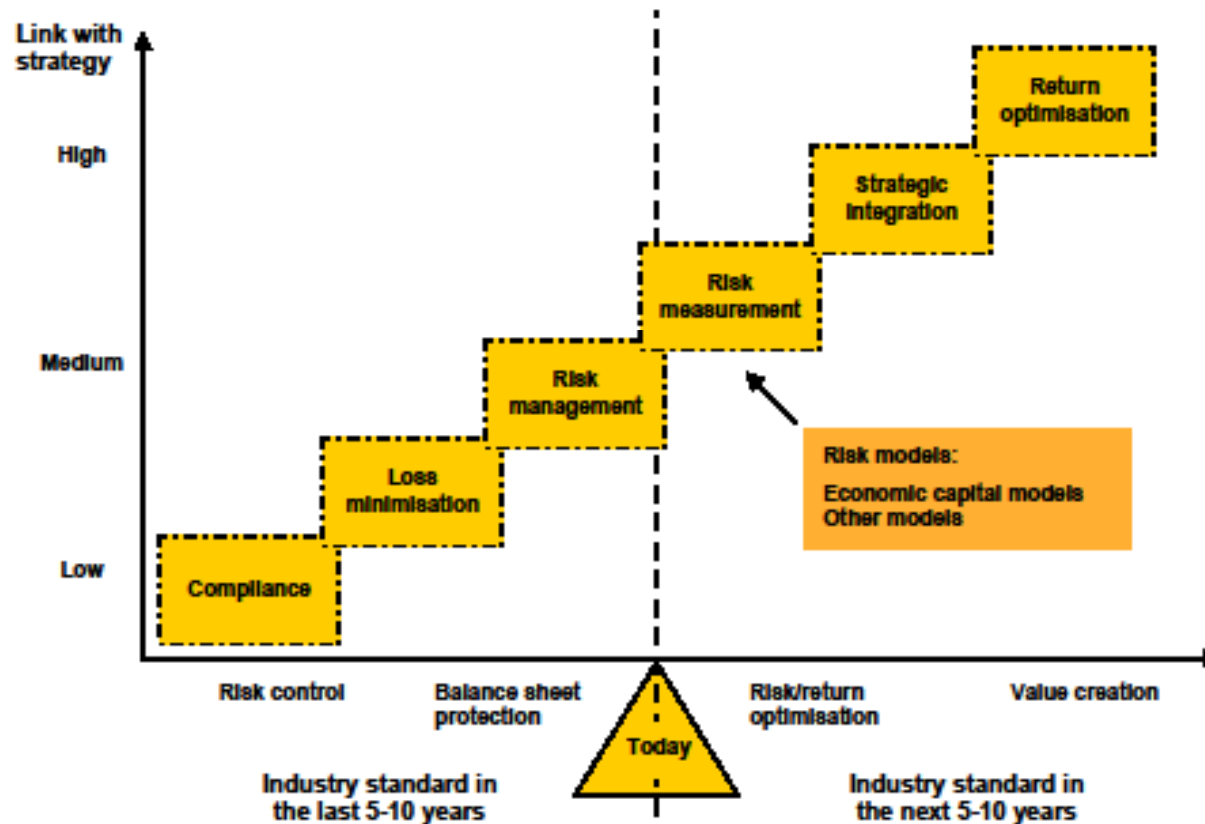 Link with
strategy
High
Medium
Low
Return
optimisation
Strategic
integration
Risk
measurement
Risk
management
Loss
minimisation
Compliance
Risk models:
Economic capital models
Other models
Risk control
Balance sheet
protection
Risk/return
optimisation
Value creation
Today
Industry standard in
the last 5-10 years
Industry standard in
the next 5-10 years